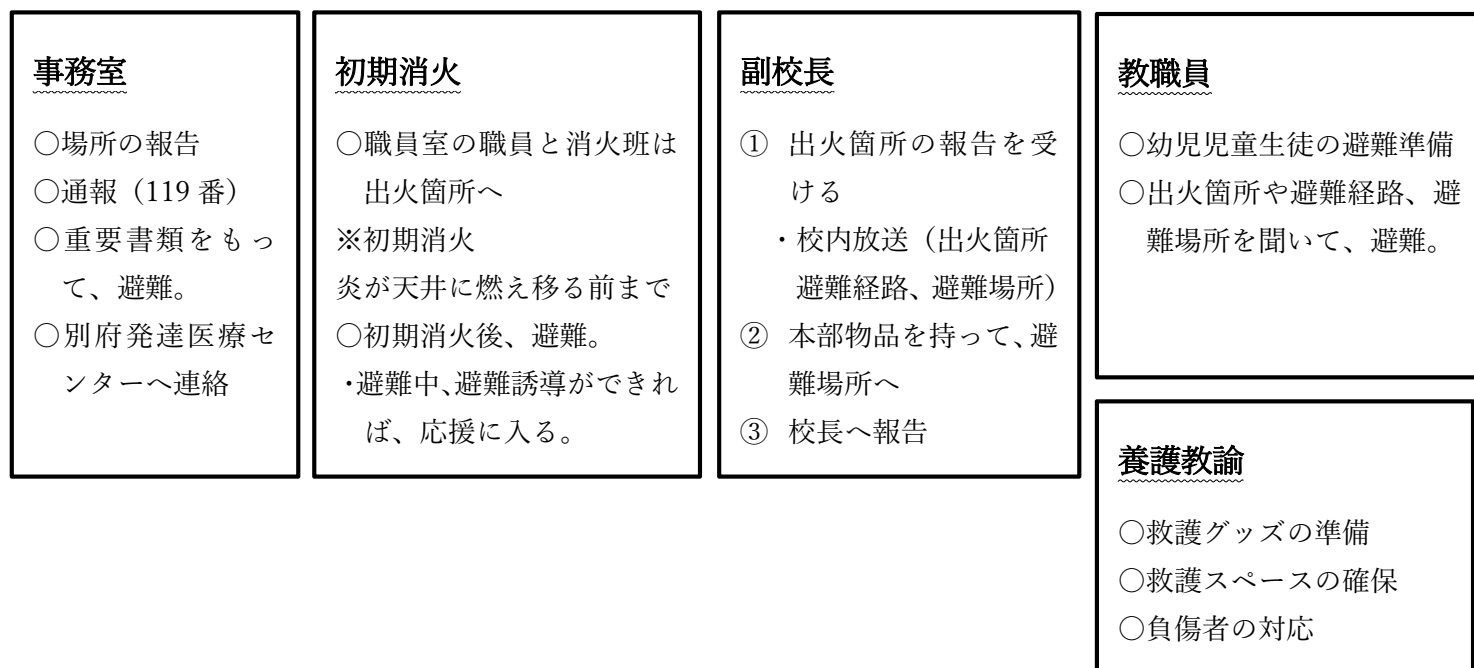 事務室
○場所の報告
○通報（119 番）
○重要書類をもっ
て、避難。
○別府発達医療セ
ンターへ連絡
初期消火
○職員室の職員と消火班は
出火箇所へ
※初期消火
炎が天井に燃え移る前まで
○初期消火後、避難。
・避難中、避難誘導ができれ
ば、応援に入る。
副校長
① 出火箇所の報告を受
ける
・校内放送（出火箇所
避難経路、避難場所）
② 本部物品を持って、避
難場所へ
③ 校長へ報告
教職員
○幼児児童生徒の避難準備
○出火箇所や避難経路、避
難場所を聞いて、避難。
養護教諭
○救護グッズの準備
○救護スペースの確保
○負傷者の対応